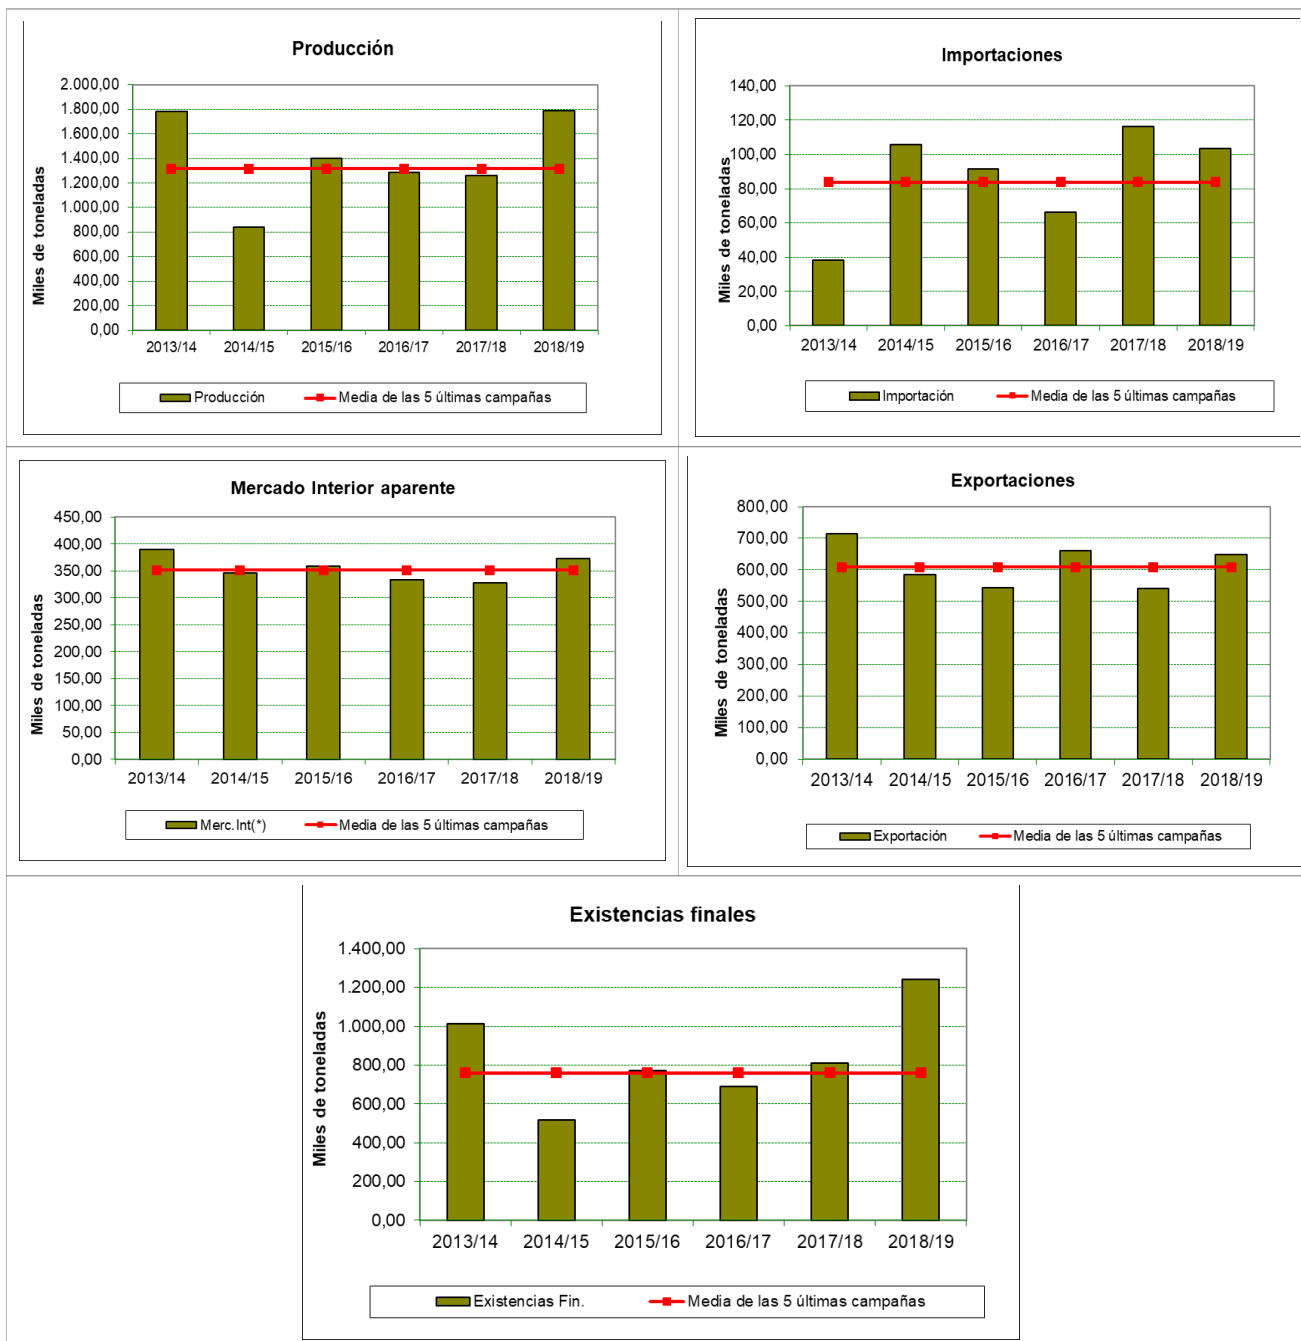 Producción
Miles de toneladas
2.000,00
1.800,00
1.600,00
1.400,00
1.200,00
1.000,00
800,00
600,00
400,00
200,00
0,00
2013/14 2014/15 2015/16 2016/17 2017/18 2018/19
Producción Media de las 5 últimas campañas
Importaciones
Miles de toneladas
140,00
120,00
100,00
80,00
60,00
40,00
20,00
0,00
2013/14 2014/15 2015/16 2016/17 2017/18 2018/19
Importación Media de las 5 últimas campañas
Mercado Interior aparente
Miles de toneladas
450,00
400,00
350,00
300,00
250,00
200,00
150,00
100,00
50,00
0,00
2013/14 2014/15 2015/16 2016/17 2017/18 2018/19
Merc.Int(*) Media de las 5 últimas campañas
Exportaciones
Miles de toneladas
800,00
700,00
600,00
500,00
400,00
300,00
200,00
100,00
0,00
2013/14 2014/15 2015/16 2016/17 2017/18 2018/19
Exportación Media de las 5 últimas campañas
Existencias finales
Miles de toneladas
1.400,00
1.200,00
1.000,00
800,00
600,00
400,00
200,00
0,00
2013/14 2014/15 2015/16 2016/17 2017/18 2018/19
Existencias Fin. Media de las 5 últimas campañas